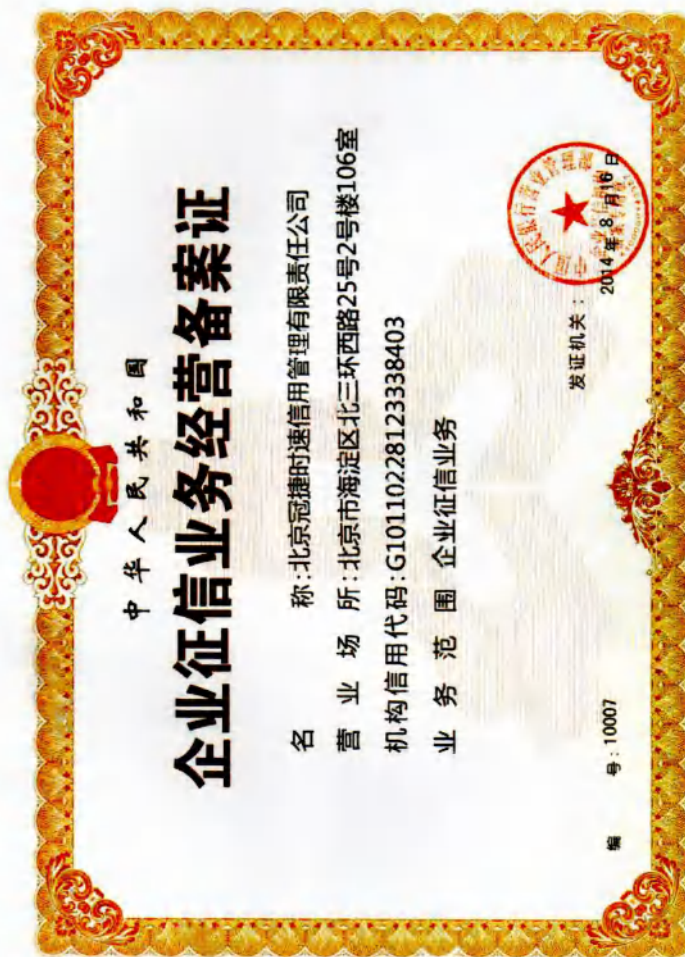 中华人民共和国
企业征信业务经营备案证
名 称:北京冠捷时速信用管理有限责任公司
营 业 场 所:北京市海淀区北三环西路25号2号楼106室
机构信用代码:G10110228123338403
业 务 范 围 企业征信业务
发证机关:
2014 年 8 月16 日
编 号:10007